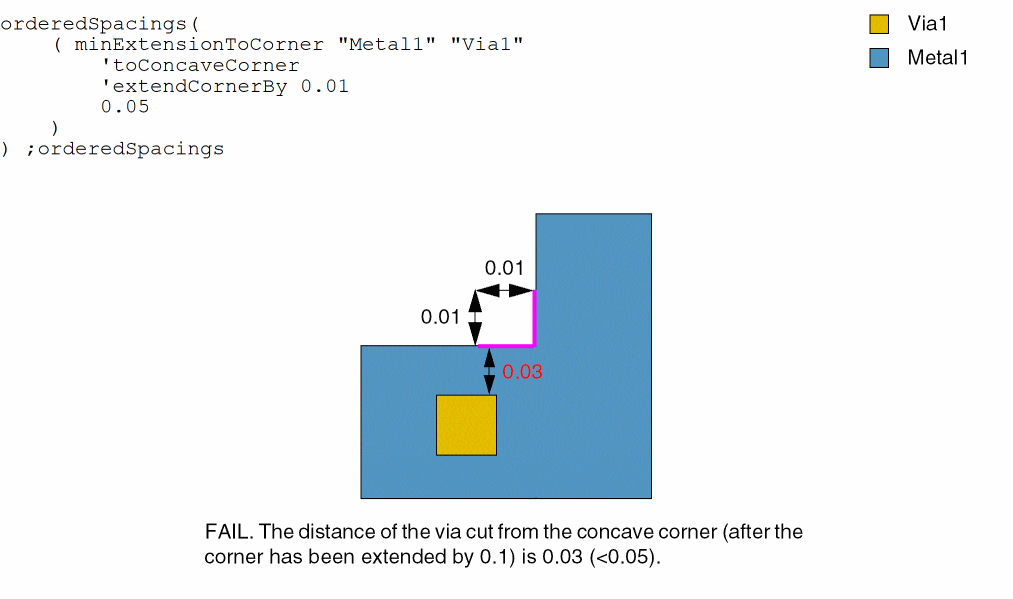 orderedSpacings(
( minExtensionToCorner "Metal1" "Via1"
'toConcaveCorner
'extendCornerBy 0.01
0.05
)
) ;orderedSpacings
Via1
Metal1
0.01
0.01
0.03
FAIL. The distance of the via cut from the concave corner (after the
corner has been extended by 0.1) is 0.03 (<0.05).